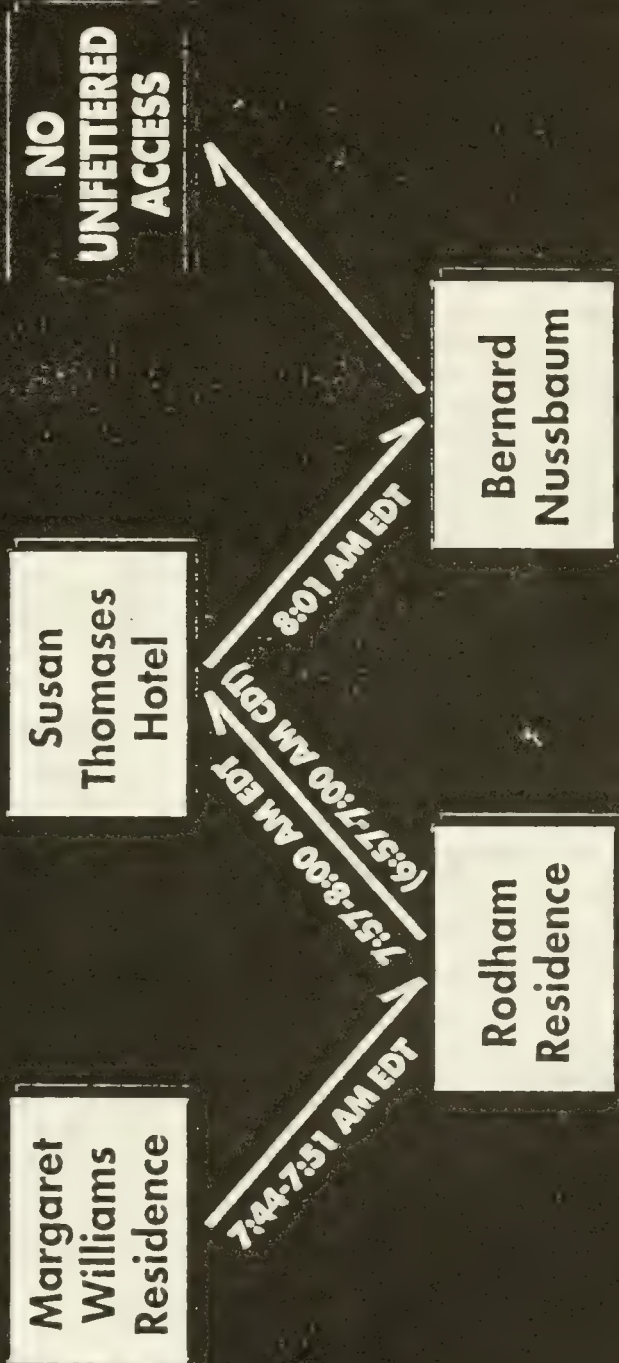 Margaret
Williams
Residence
7:44-7:51 AM EDT
Rodham
Residence
7:57-8:00 AM EDT
(6:57-7:00 AM CDT)
Susan
Thomases
Hotel
8:01 AM EDT
Bernard
Nussbaum
NO
UNFETTERED
ACCESS